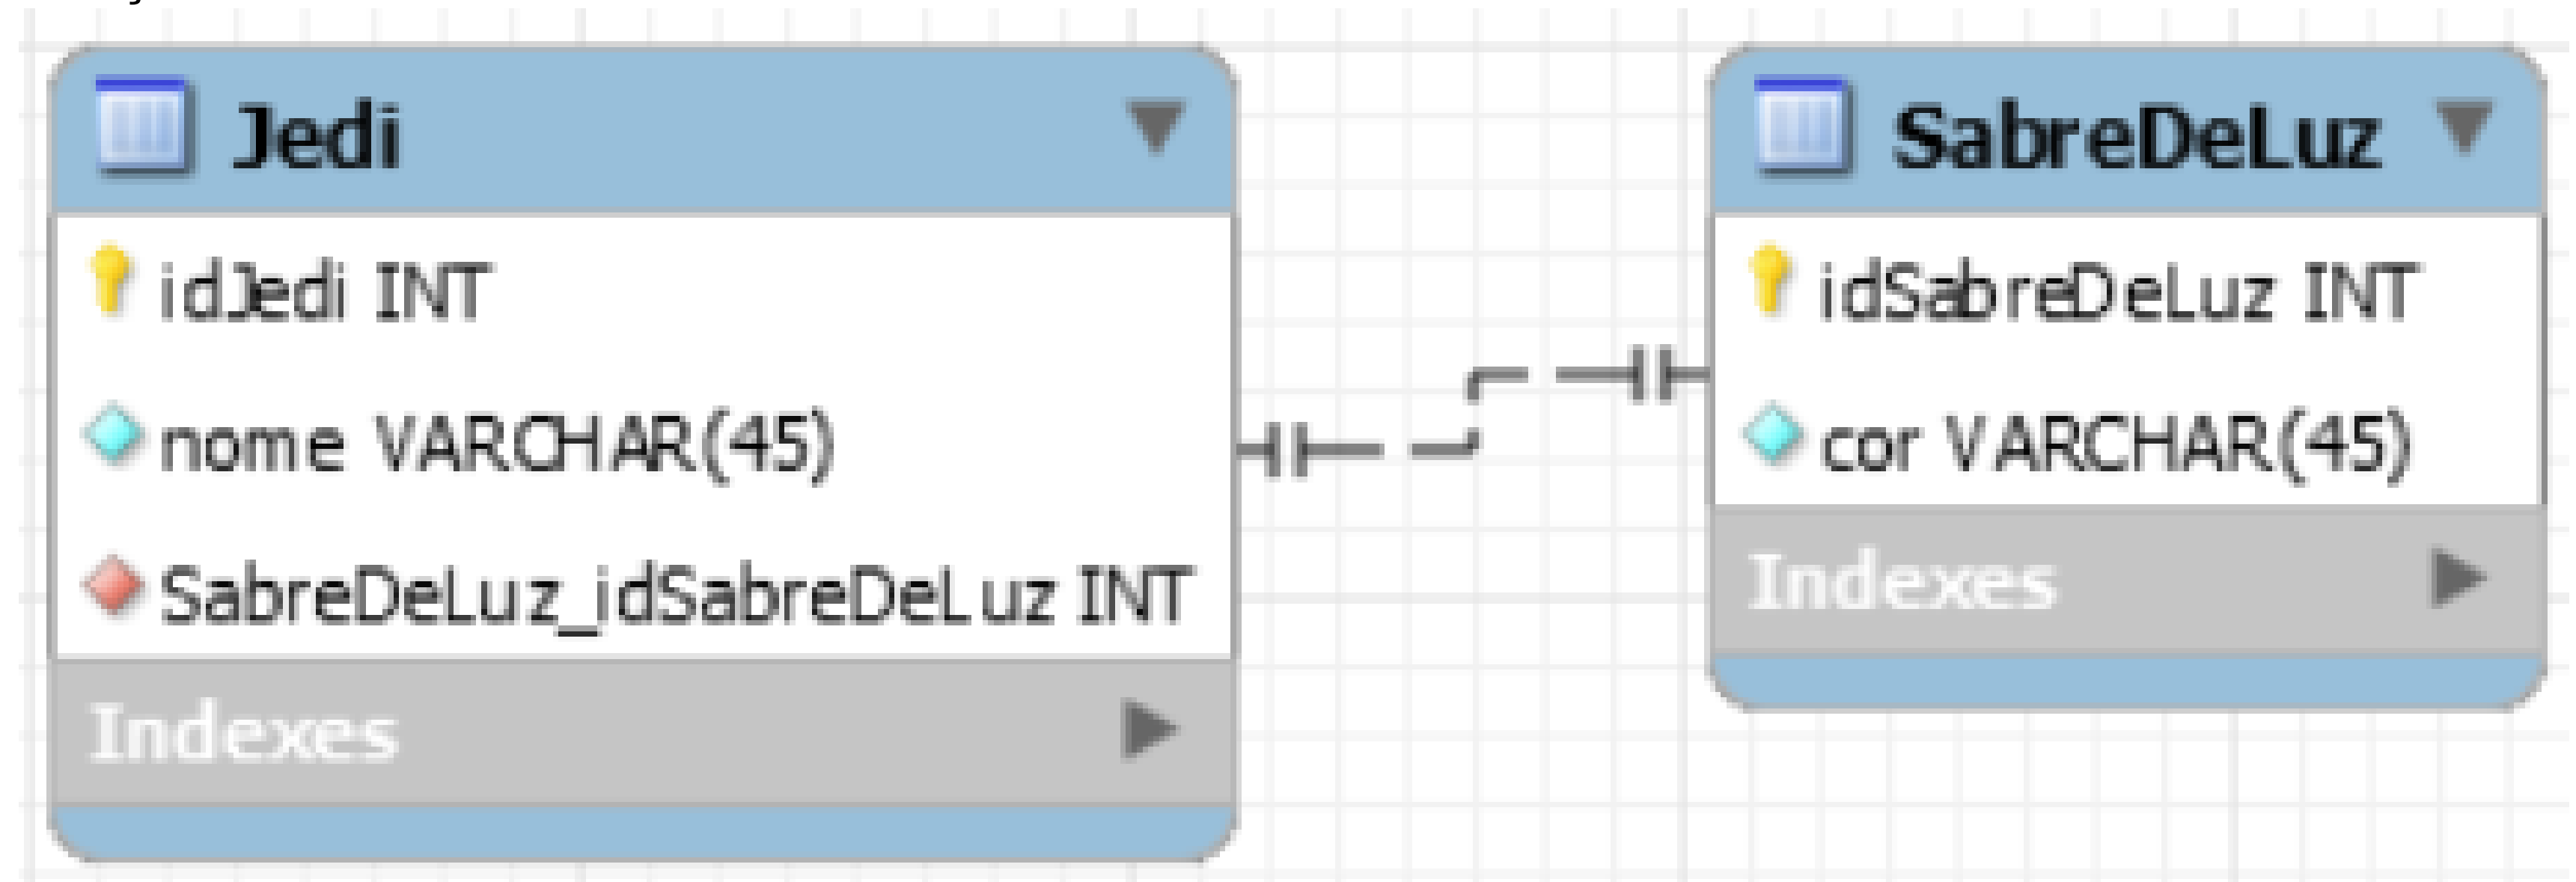 Jedi
idJedi INT
nome VARCHAR(45)
SabreDeLuz_idSabreDeLuz INT
Indexes
SabreDeLuz
idSabreDeLuz INT
cor VARCHAR(45)
Indexes